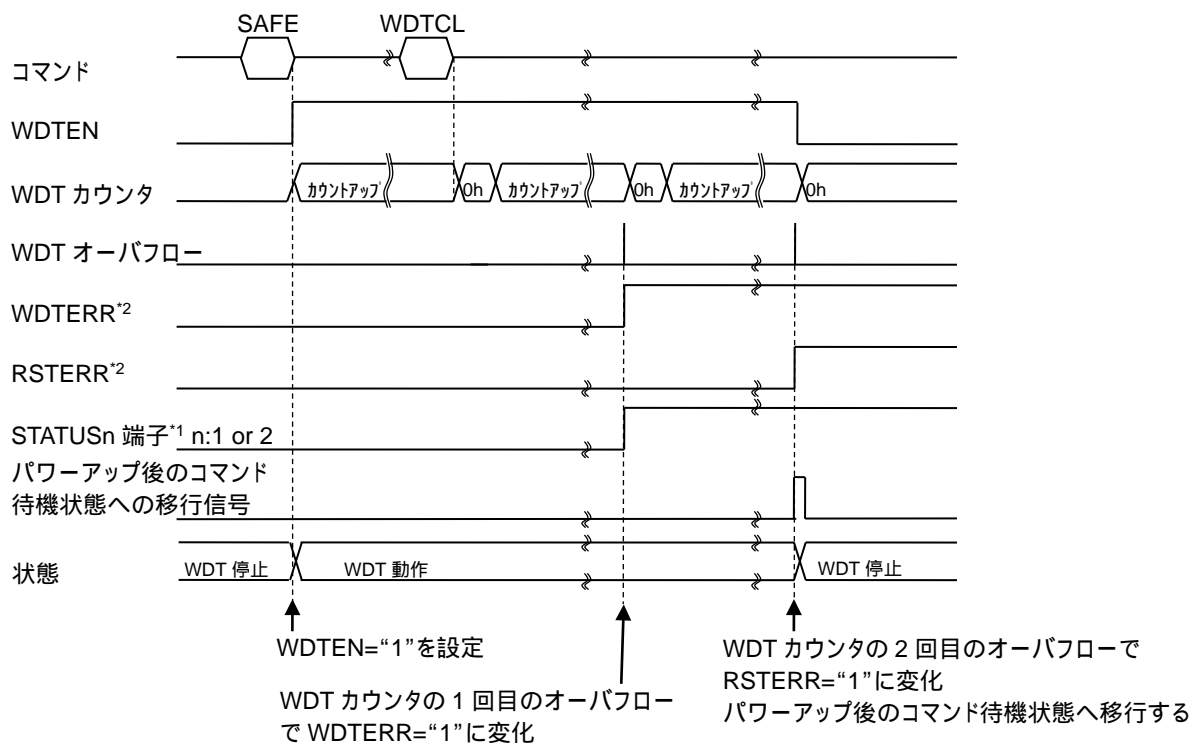 SAFE WDTCL
コマンド
WDTEN
WDT カウンタ カウントアップ 0h カウントアップ 0h カウントアップ 0h
WDT オーバフロー
WDTERR*2
RSTERR*2
STATUSn 端子*1 n:1 or 2
パワーアップ後のコマンド
待機状態への移行信号
状態 WDT 停止 WDT 動作 WDT 停止
WDTEN=“1”を設定
WDT カウンタの 1 回目のオーバフロー
で WDTERR=“1”に変化
WDT カウンタの 2 回目のオーバフローで
RSTERR=“1”に変化
パワーアップ後のコマンド待機状態へ移行する